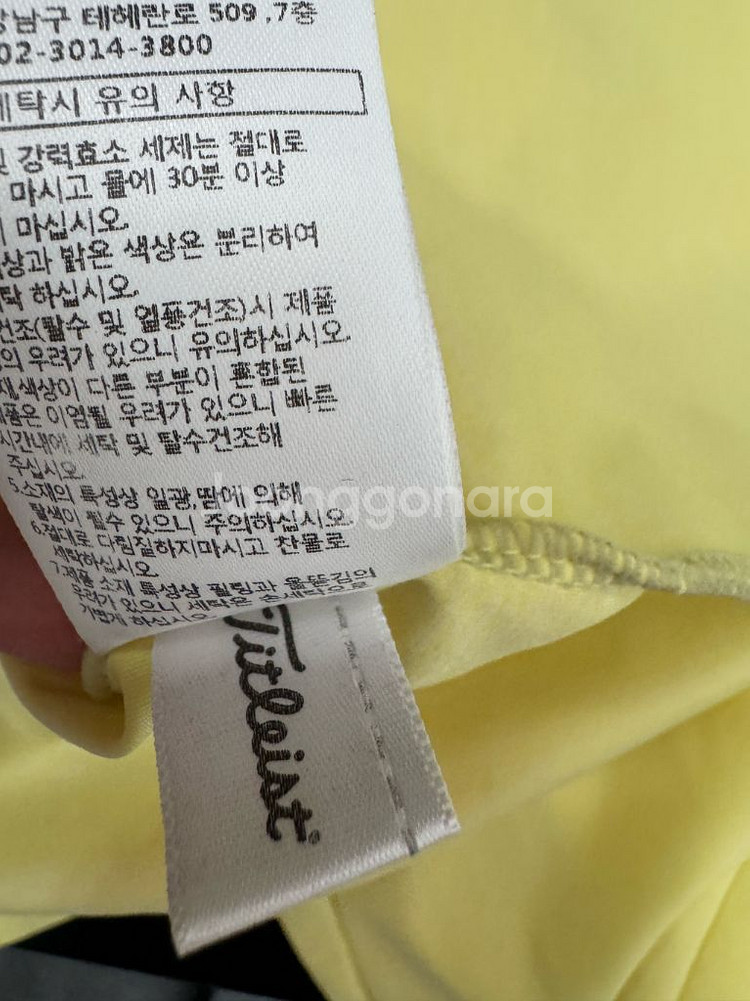 강남구 테헤란로 509 ,7층
02-3014-3800
세탁시 유의 사항
및 강력효소 세제는 절대로
마시고 물에 30분 이상
마십시오.
색상과 밝은 색상은 분리하여
세탁 하십시오.
건조(탈수 및 열풍건조)시 제품
의 우려가 있으니 유의하십시오.
색상이 다른 부분이 혼합된
제품은 이염될 우려가 있으니 빠른
시간내에 세탁 및 탈수건조해
주십시오.
5.소재의 특성상 일광,땀에 의해
탈색이 될수 있으니 주의하십시오.
6.절대로 다림질하지마시고 찬물로
세탁하십시오.
7.제품 소재 특성상 필링과 올뜯김의
우려가 있으니 세탁은 손세탁으로
가볍게 하십시오.
joonggonara
Titleist®